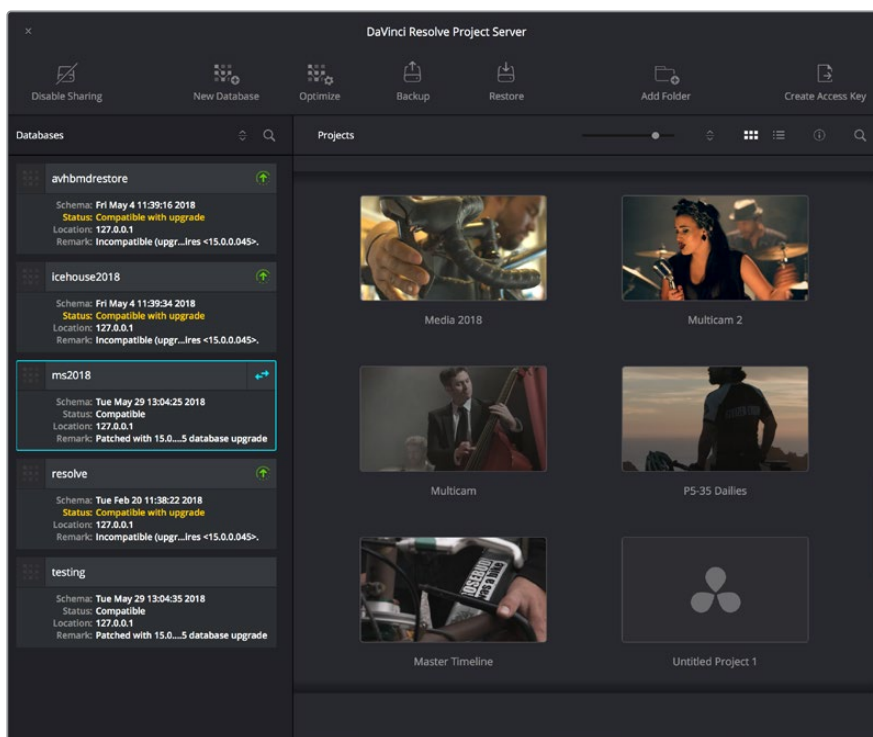 DaVinci Resolve Project Server
Disable Sharing
New Database
Optimize
Backup
Restore
Add Folder
Create Access Key
Databases
Projects
avhbmdrestore
Schema: Fri May 4 11:39:16 2018
Status: Compatible with upgrade
Location: 127.0.0.1
Remark: Incompatible (upgr...ires <15.0.0.045>.
icehouse2018
Schema: Fri May 4 11:39:34 2018
Status: Compatible with upgrade
Location: 127.0.0.1
Remark: Incompatible (upgr...ires <15.0.0.045>.
ms2018
Schema: Tue May 29 13:04:25 2018
Status: Compatible
Location: 127.0.0.1
Remark: Patched with 15.0....5 database upgrade
resolve
Schema: Tue Feb 20 11:38:22 2018
Status: Compatible with upgrade
Location: 127.0.0.1
Remark: Incompatible (upgr...ires <15.0.0.045>.
testing
Schema: Tue May 29 13:04:35 2018
Status: Compatible
Location: 127.0.0.1
Remark: Patched with 15.0....5 database upgrade
Media 2018
Multicam 2
Multicam
P5-35 Dailies
ROSEBUD
was a bike
Master Timeline
Untitled Project 1